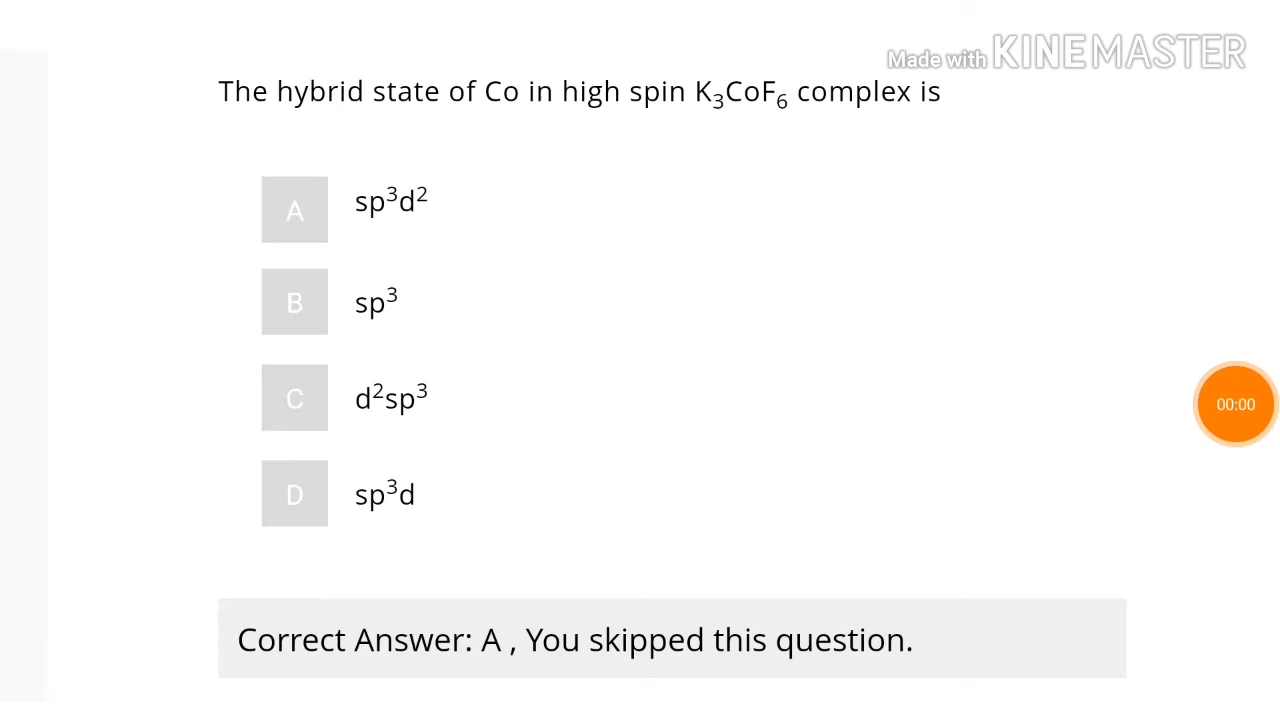 Made with KINEMASTER
The hybrid state of Co in high spin K₃CoF₆ complex is
A sp³d²
B sp³
C d²sp³
D sp³d
00:00
Correct Answer: A , You skipped this question.